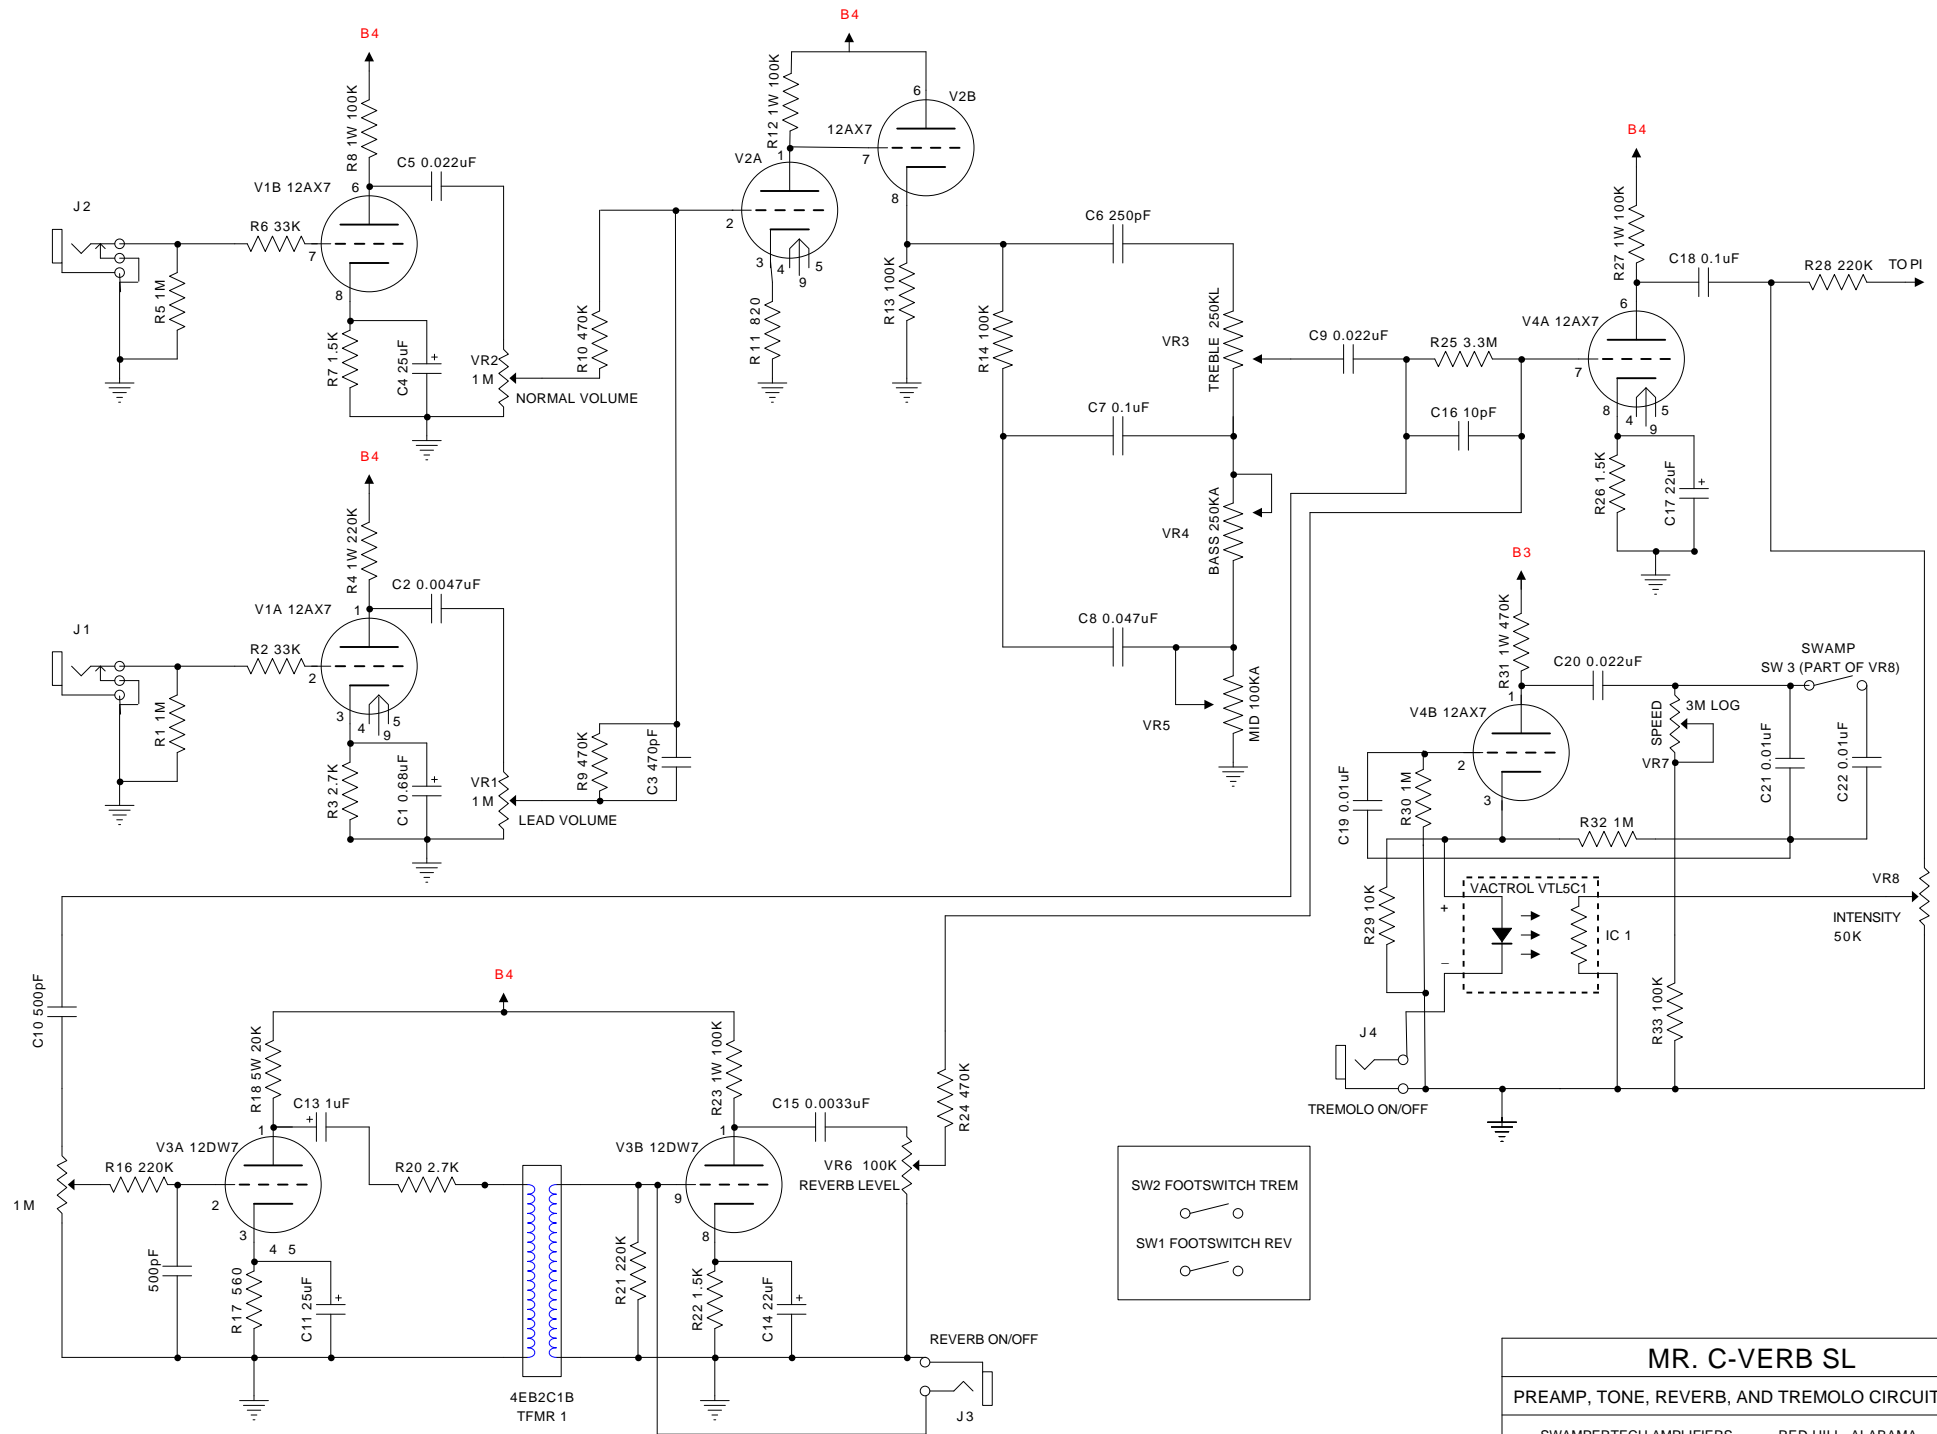 B4
R8 1W 100K
C5 0.022uF
V1B 12AX7
6
J2
R6 33K
7
8
R5 1M
R7 1.5K
C4 25uF
+
VR2
1M
NORMAL VOLUME
R10 470K
B4
R12 1W 100K
V2A
1
2
3
4
5
9
R11 820
12AX7
6
V2B
7
8
R13 100K
R14 100K
C6 250pF
VR3
TREBLE 250KL
C7 0.1uF
VR4
BASS 250KA
C8 0.047uF
VR5
MID 100KA
C9 0.022uF
R25 3.3M
C16 10pF
B4
R27 1W 100K
C18 0.1uF
R28 220K
TO PI
6
V4A 12AX7
7
8
4
5
9
R26 1.5K
C17 22uF
+
B4
R4 1W 220K
C2 0.0047uF
V1A 12AX7
1
J1
R2 33K
2
3
4
5
9
R1 1M
R3 2.7K
C1 0.68uF
+
VR1
1M
LEAD VOLUME
R9 470K
C3 470pF
B3
R31 1W 470K
C20 0.022uF
SWAMP
SW 3 (PART OF VR8)
1
V4B 12AX7
2
3
SPEED
3M LOG
VR7
C21 0.01uF
C22 0.01uF
C19 0.01uF
R30 1M
R32 1M
R29 10K
VACTROL VTL5C1
+
–
IC 1
VR8
INTENSITY
50K
R33 100K
J4
TREMOLO ON/OFF
C10 500pF
B4
R18 5W 20K
C13 1uF
+
1
V3A 12DW7
R16 220K
1M
2
3
4 5
500pF
R17 560
C11 25uF
+
R20 2.7K
4EB2C1B
TFMR 1
R23 1W 100K
C15 0.0033uF
1
V3B 12DW7
9
8
R21 220K
R22 1.5K
C14 22uF
+
VR6 100K
REVERB LEVEL
R24 470K
REVERB ON/OFF
J3
SW2 FOOTSWITCH TREM
SW1 FOOTSWITCH REV
MR. C-VERB SL
PREAMP, TONE, REVERB, AND TREMOLO CIRCUIT
SWAMPERTECH AMPLIFIERS RED HILL, ALABAMA